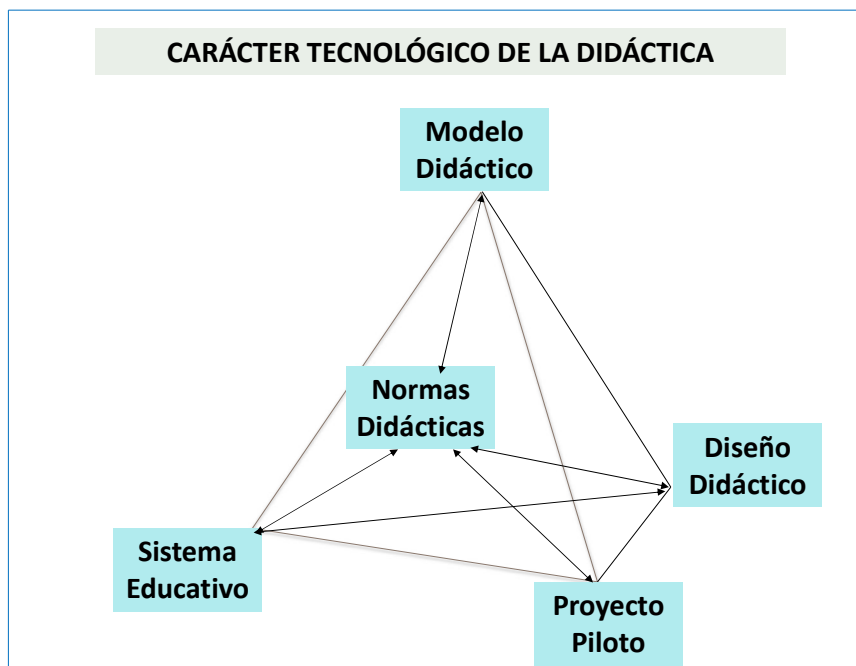 CARÁCTER TECNOLÓGICO DE LA DIDÁCTICA
Modelo
Didáctico
Normas
Didácticas
Diseño
Didáctico
Sistema
Educativo
Proyecto
Piloto